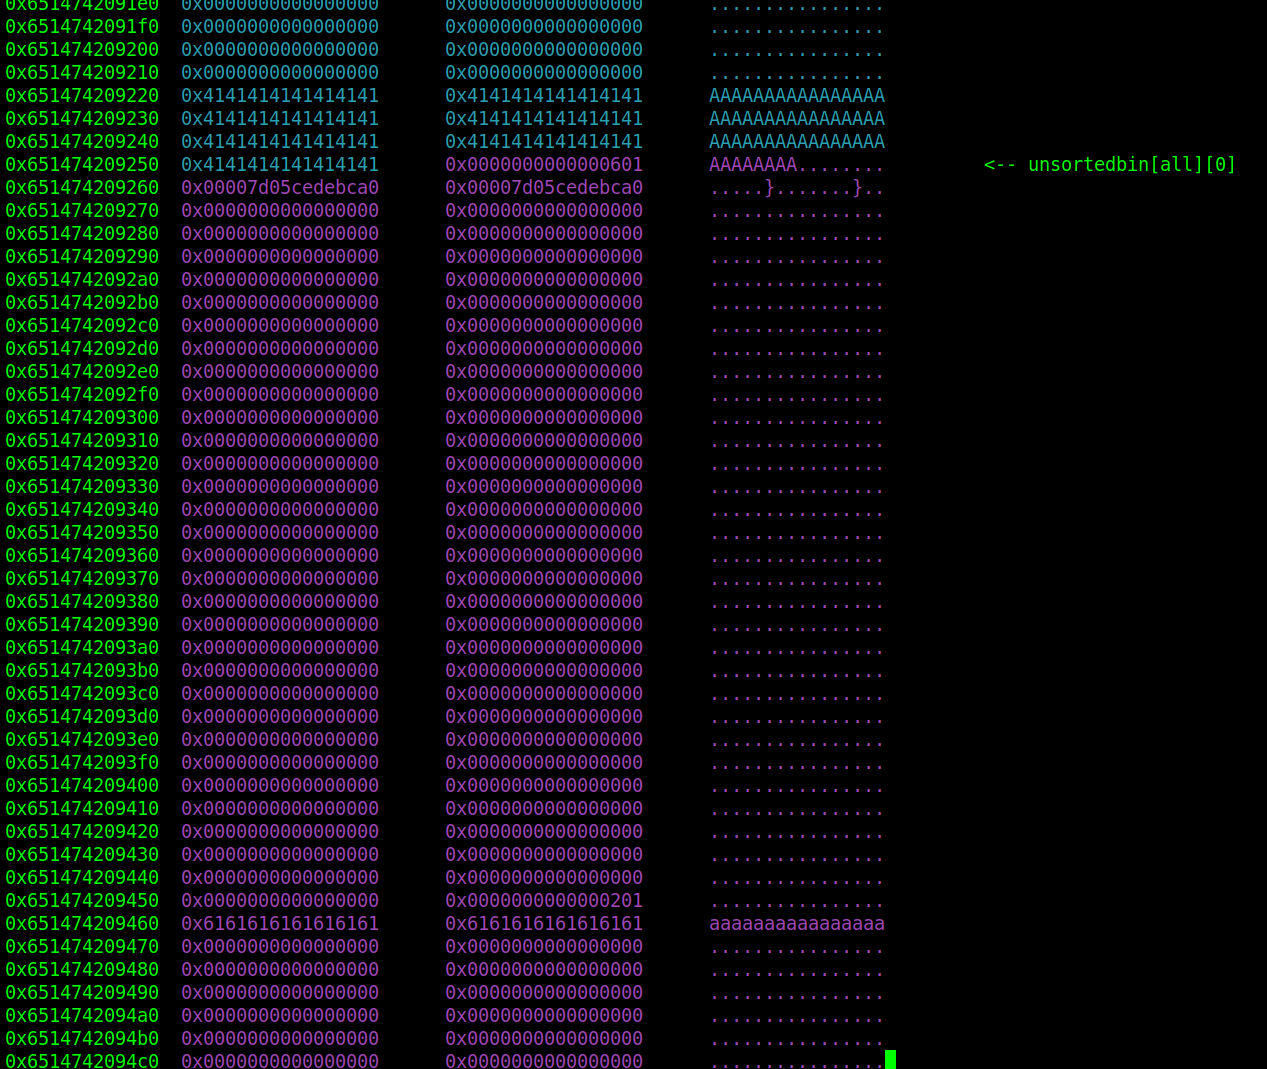 0x6514742091e0 0x0000000000000000 0x0000000000000000 ................
0x6514742091f0 0x0000000000000000 0x0000000000000000 ................
0x651474209200 0x0000000000000000 0x0000000000000000 ................
0x651474209210 0x0000000000000000 0x0000000000000000 ................
0x651474209220 0x4141414141414141 0x4141414141414141 AAAAAAAAAAAAAAAA
0x651474209230 0x4141414141414141 0x4141414141414141 AAAAAAAAAAAAAAAA
0x651474209240 0x4141414141414141 0x4141414141414141 AAAAAAAAAAAAAAAA
0x651474209250 0x4141414141414141 0x0000000000000601 AAAAAAAA........ <-- unsortedbin[all][0]
0x651474209260 0x00007d05cedebca0 0x00007d05cedebca0 .....}.......}..
0x651474209270 0x0000000000000000 0x0000000000000000 ................
0x651474209280 0x0000000000000000 0x0000000000000000 ................
0x651474209290 0x0000000000000000 0x0000000000000000 ................
0x6514742092a0 0x0000000000000000 0x0000000000000000 ................
0x6514742092b0 0x0000000000000000 0x0000000000000000 ................
0x6514742092c0 0x0000000000000000 0x0000000000000000 ................
0x6514742092d0 0x0000000000000000 0x0000000000000000 ................
0x6514742092e0 0x0000000000000000 0x0000000000000000 ................
0x6514742092f0 0x0000000000000000 0x0000000000000000 ................
0x651474209300 0x0000000000000000 0x0000000000000000 ................
0x651474209310 0x0000000000000000 0x0000000000000000 ................
0x651474209320 0x0000000000000000 0x0000000000000000 ................
0x651474209330 0x0000000000000000 0x0000000000000000 ................
0x651474209340 0x0000000000000000 0x0000000000000000 ................
0x651474209350 0x0000000000000000 0x0000000000000000 ................
0x651474209360 0x0000000000000000 0x0000000000000000 ................
0x651474209370 0x0000000000000000 0x0000000000000000 ................
0x651474209380 0x0000000000000000 0x0000000000000000 ................
0x651474209390 0x0000000000000000 0x0000000000000000 ................
0x6514742093a0 0x0000000000000000 0x0000000000000000 ................
0x6514742093b0 0x0000000000000000 0x0000000000000000 ................
0x6514742093c0 0x0000000000000000 0x0000000000000000 ................
0x6514742093d0 0x0000000000000000 0x0000000000000000 ................
0x6514742093e0 0x0000000000000000 0x0000000000000000 ................
0x6514742093f0 0x0000000000000000 0x0000000000000000 ................
0x651474209400 0x0000000000000000 0x0000000000000000 ................
0x651474209410 0x0000000000000000 0x0000000000000000 ................
0x651474209420 0x0000000000000000 0x0000000000000000 ................
0x651474209430 0x0000000000000000 0x0000000000000000 ................
0x651474209440 0x0000000000000000 0x0000000000000000 ................
0x651474209450 0x0000000000000000 0x0000000000000201 ................
0x651474209460 0x6161616161616161 0x6161616161616161 aaaaaaaaaaaaaaaa
0x651474209470 0x0000000000000000 0x0000000000000000 ................
0x651474209480 0x0000000000000000 0x0000000000000000 ................
0x651474209490 0x0000000000000000 0x0000000000000000 ................
0x6514742094a0 0x0000000000000000 0x0000000000000000 ................
0x6514742094b0 0x0000000000000000 0x0000000000000000 ................
0x6514742094c0 0x0000000000000000 0x0000000000000000 ................